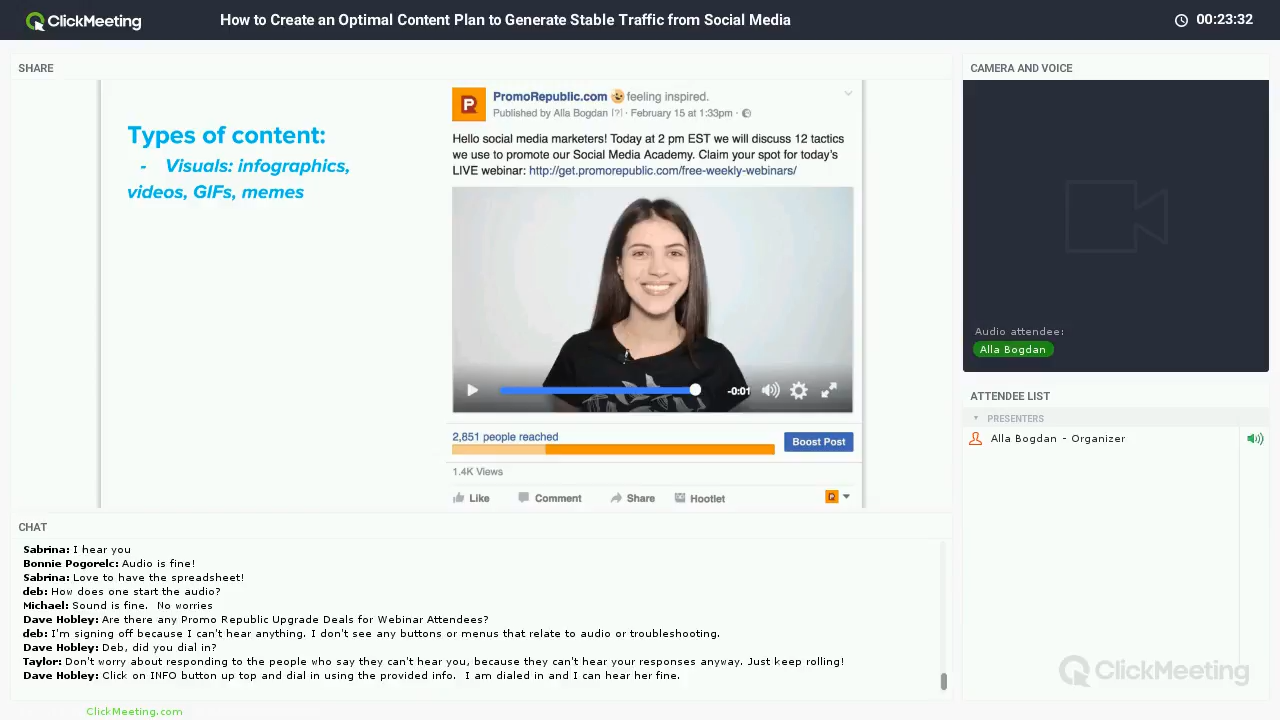 ClickMeeting
How to Create an Optimal Content Plan to Generate Stable Traffic from Social Media
00:23:32
SHARE
Types of content:
- Visuals: infographics,
videos, GIFs, memes
PromoRepublic.com feeling inspired.
Published by Alla Bogdan [?] · February 15 at 1:33pm ·
Hello social media marketers! Today at 2 pm EST we will discuss 12 tactics
we use to promote our Social Media Academy. Claim your spot for today's
LIVE webinar: http://get.promorepublic.com/free-weekly-webinars/
-0:01
2,851 people reached
Boost Post
1.4K Views
Like Comment Share Hootlet
CAMERA AND VOICE
Audio attendee:
Alla Bogdan
ATTENDEE LIST
PRESENTERS
Alla Bogdan - Organizer
CHAT
Sabrina: I hear you
Bonnie Pogorelc: Audio is fine!
Sabrina: Love to have the spreadsheet!
deb: How does one start the audio?
Michael: Sound is fine. No worries
Dave Hobley: Are there any Promo Republic Upgrade Deals for Webinar Attendees?
deb: I'm signing off because I can't hear anything. I don't see any buttons or menus that relate to audio or troubleshooting.
Dave Hobley: Deb, did you dial in?
Taylor: Don't worry about responding to the people who say they can't hear you, because they can't hear your responses anyway. Just keep rolling!
Dave Hobley: Click on INFO button up top and dial in using the provided info. I am dialed in and I can hear her fine.
ClickMeeting
ClickMeeting.com